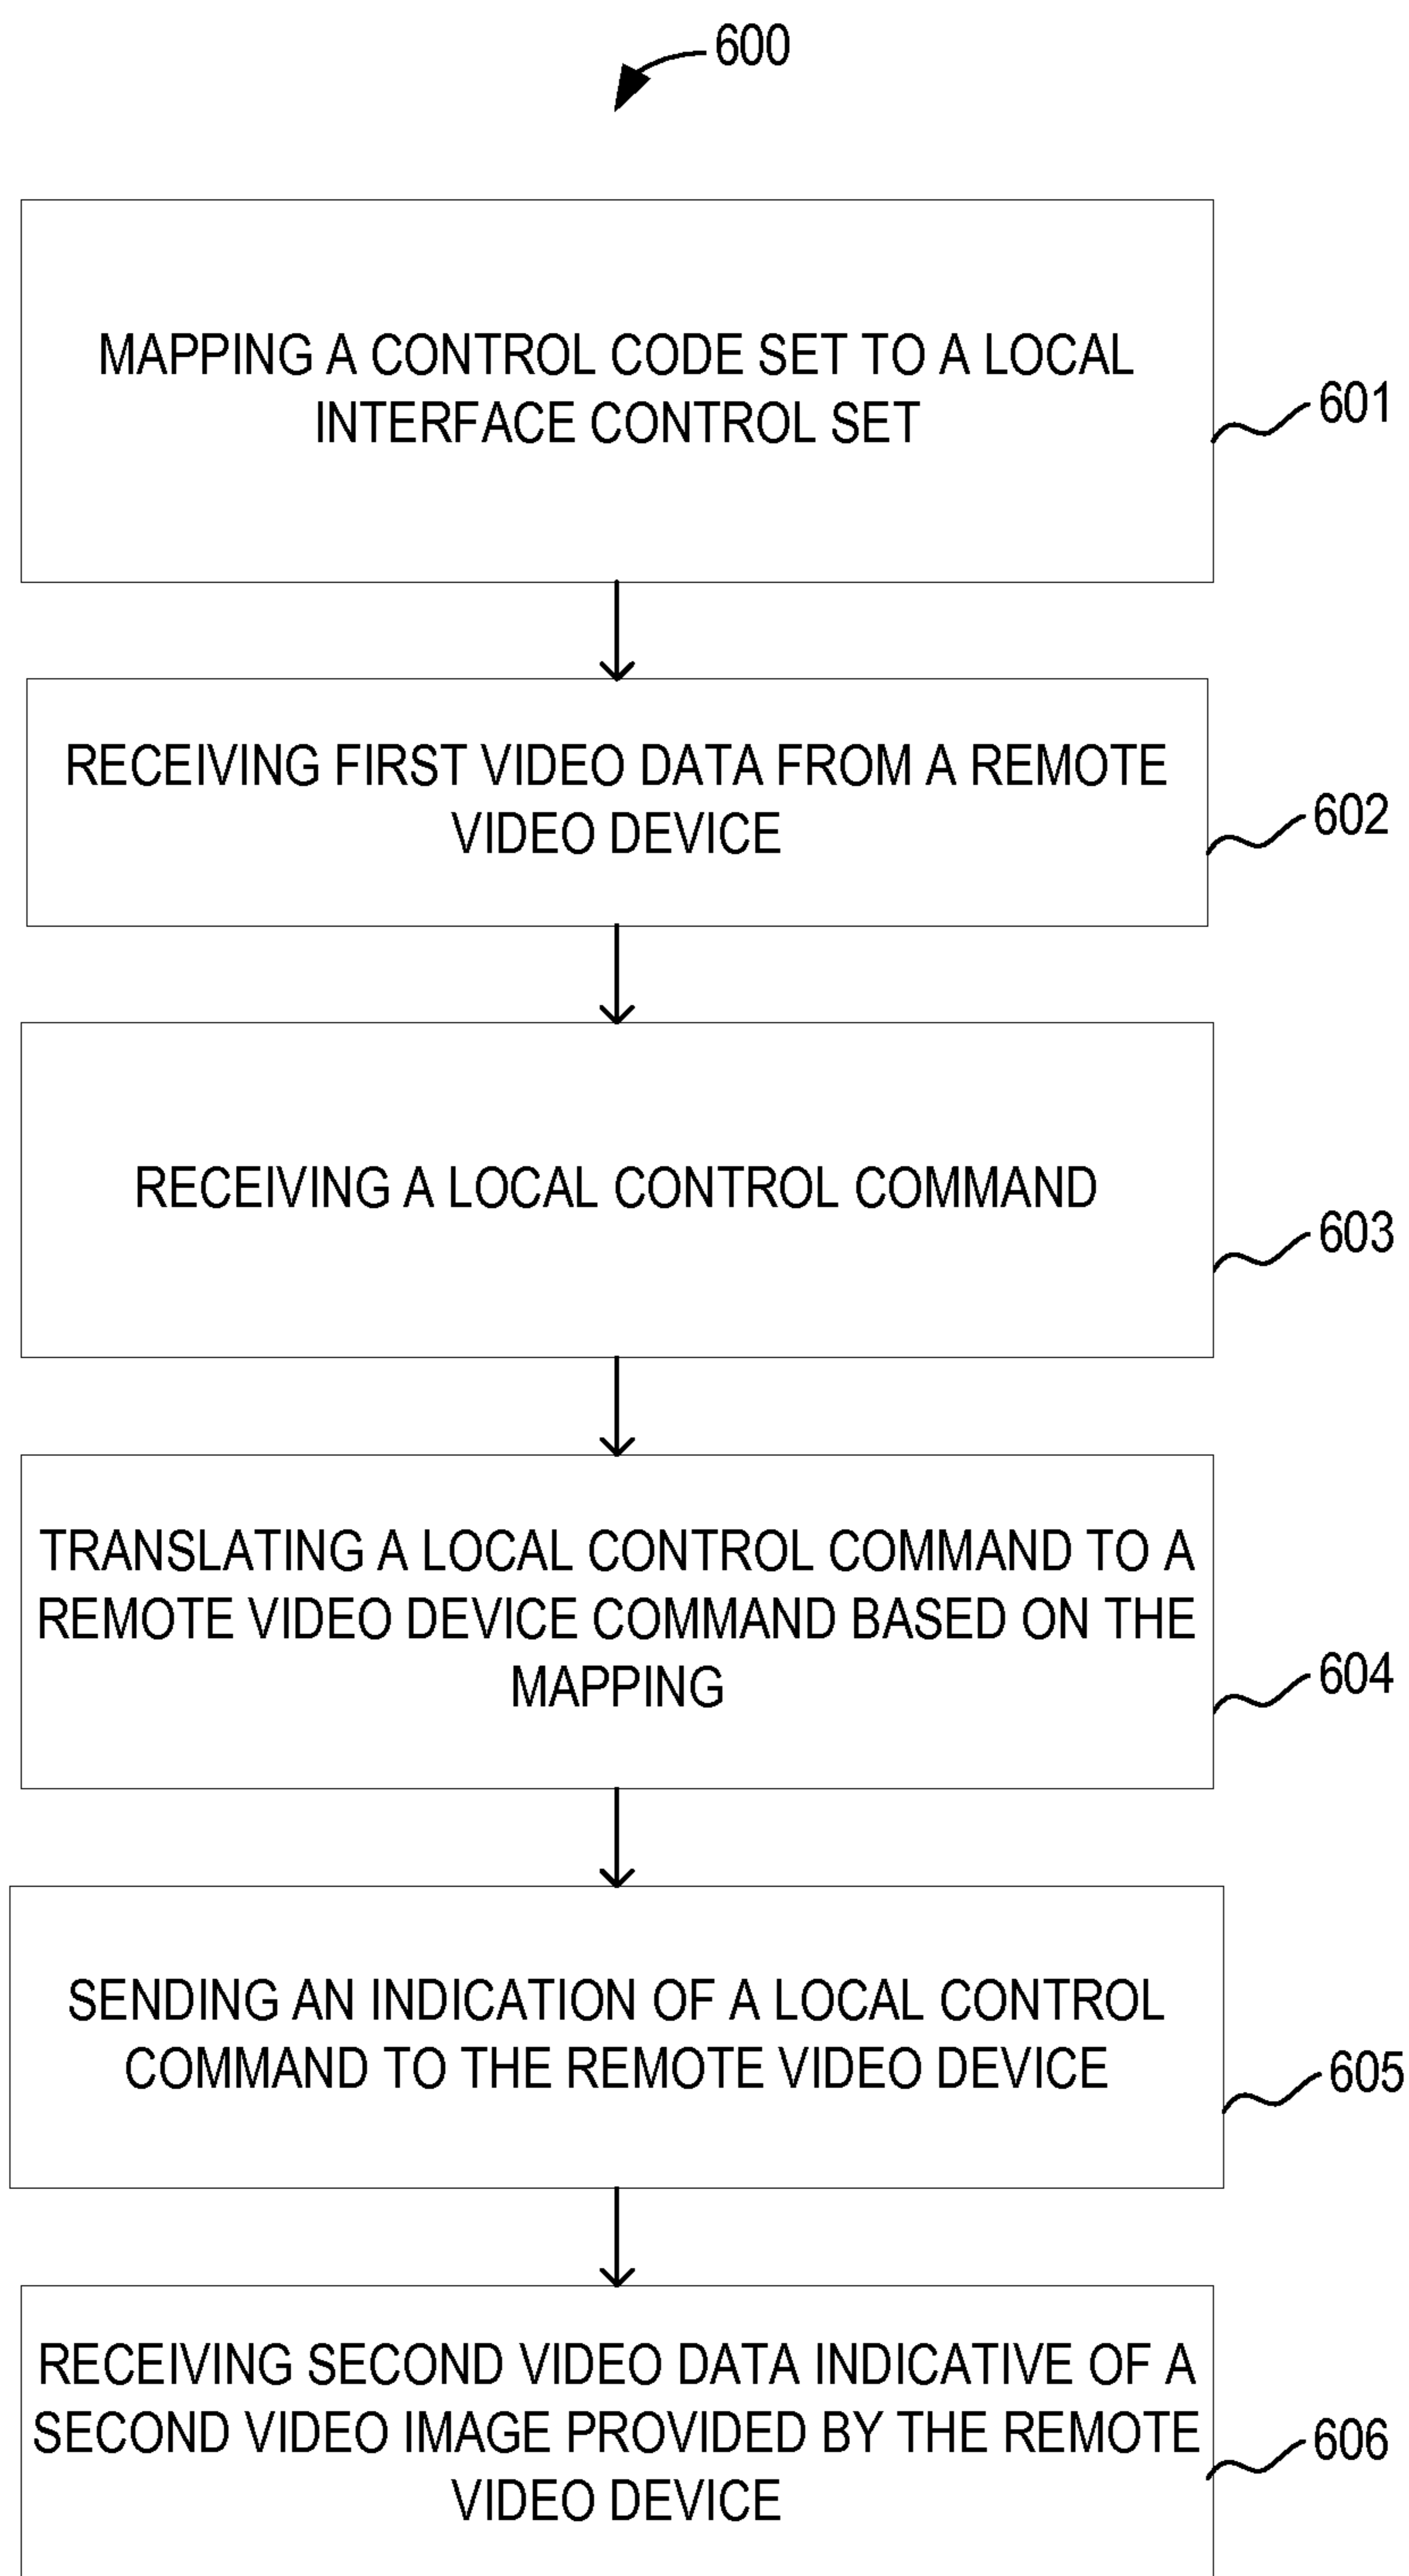 600
MAPPING A CONTROL CODE SET TO A LOCAL
INTERFACE CONTROL SET
601
RECEIVING FIRST VIDEO DATA FROM A REMOTE
VIDEO DEVICE
602
RECEIVING A LOCAL CONTROL COMMAND
603
TRANSLATING A LOCAL CONTROL COMMAND TO A
REMOTE VIDEO DEVICE COMMAND BASED ON THE
MAPPING
604
SENDING AN INDICATION OF A LOCAL CONTROL
COMMAND TO THE REMOTE VIDEO DEVICE
605
RECEIVING SECOND VIDEO DATA INDICATIVE OF A
SECOND VIDEO IMAGE PROVIDED BY THE REMOTE
VIDEO DEVICE
606